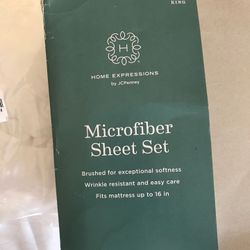 KING
H
HOME EXPRESSIONS
by JCPenney
Microfiber
Sheet Set
Brushed for exceptional softness
Wrinkle resistant and easy care
Fits mattress up to 16 in